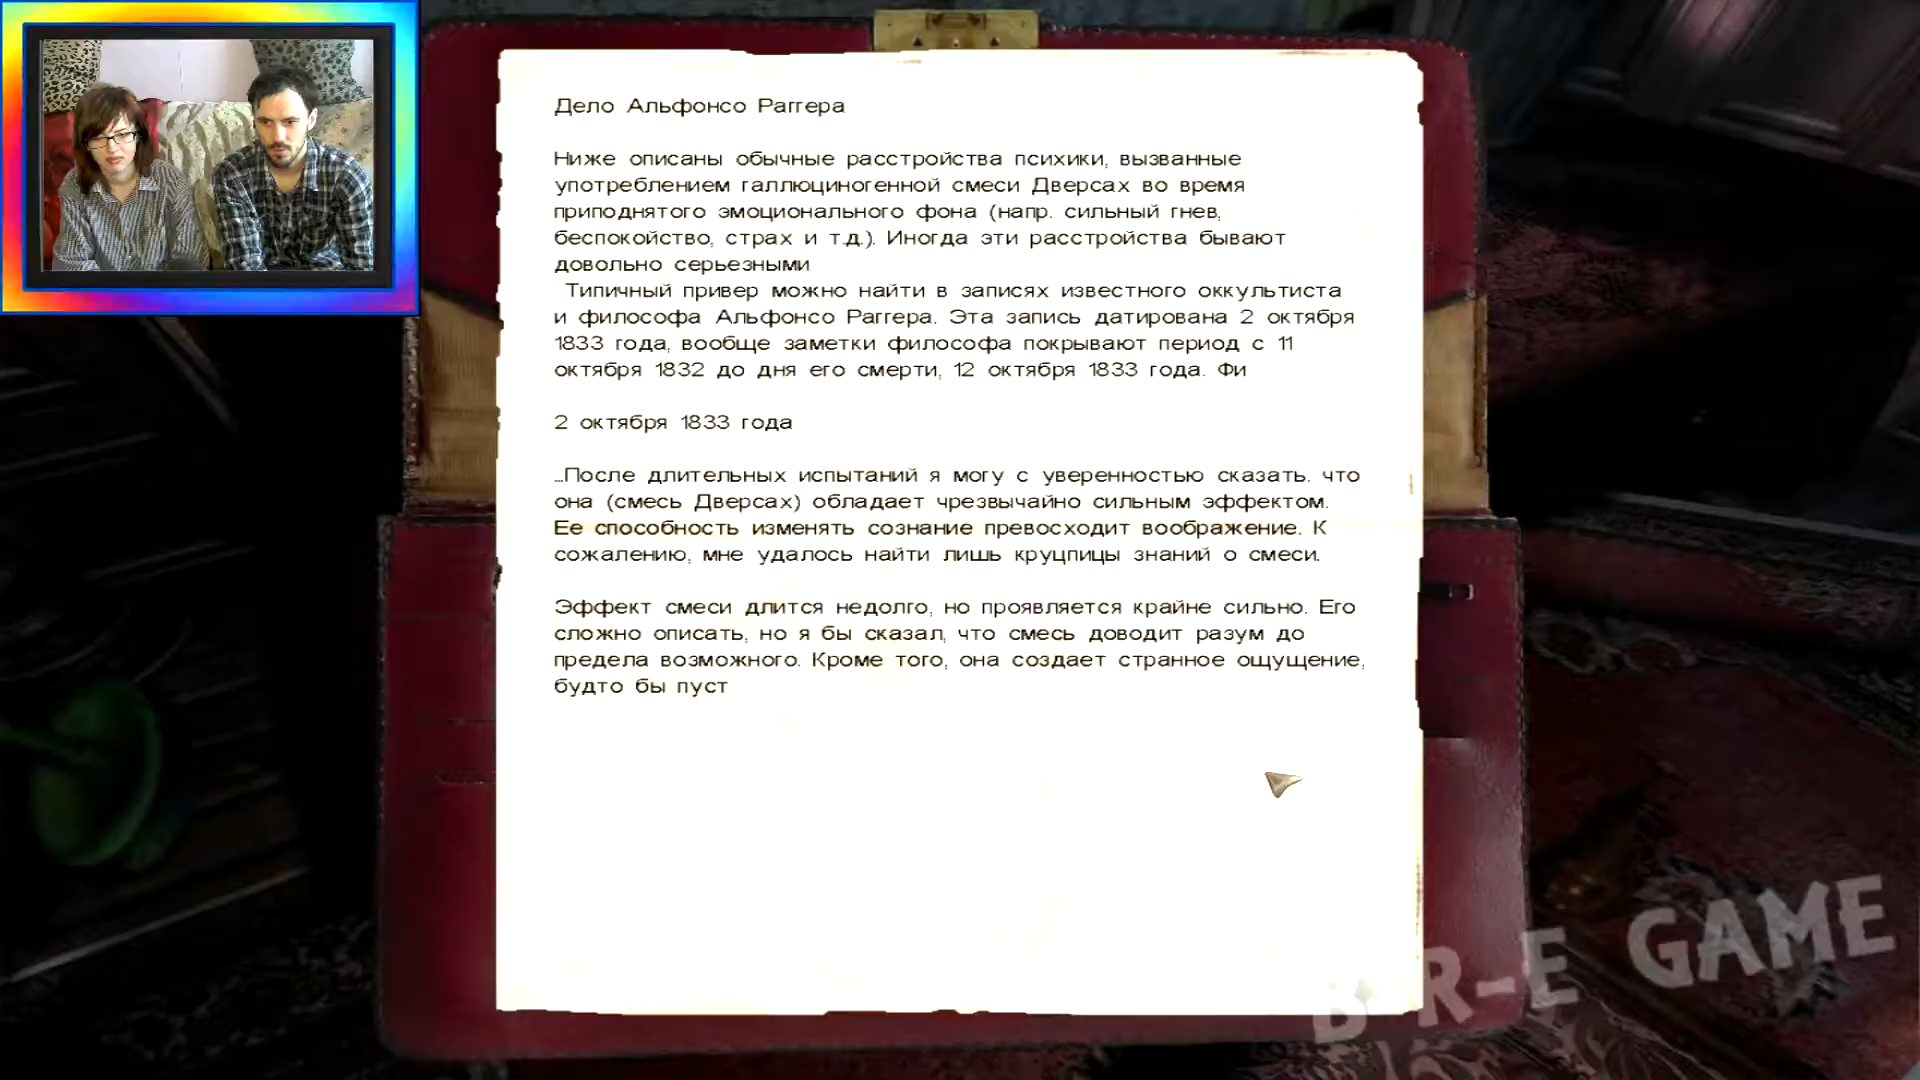 Дело Альфонсо Раггера
Ниже описаны обычные расстройства психики, вызванные
употреблением галлюциногенной смеси Дверсах во время
приподнятого эмоционального фона (напр. сильный гнев,
беспокойство, страх и т.д.). Иногда эти расстройства бывают
довольно серьезными
Типичный привер можно найти в записях известного оккультиста
и философа Альфонсо Раггера. Эта запись датирована 2 октября
1833 года, вообще заметки философа покрывают период с 11
октября 1832 до дня его смерти, 12 октября 1833 года. Фи
2 октября 1833 года
...После длительных испытаний я могу с уверенностью сказать. что
она (смесь Дверсах) обладает чрезвычайно сильным эффектом.
Ее способность изменять сознание превосходит воображение. К
сожалению, мне удалось найти лишь круцпицы знаний о смеси.
Эффект смеси длится недолго, но проявляется крайне сильно. Его
сложно описать, но я бы сказал, что смесь доводит разум до
предела возможного. Кроме того, она создает странное ощущение,
будто бы пуст
GAME